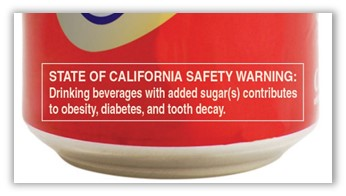 STATE OF CALIFORNIA SAFETY WARNING:
Drinking beverages with added sugar(s) contributes
to obesity, diabetes, and tooth decay.